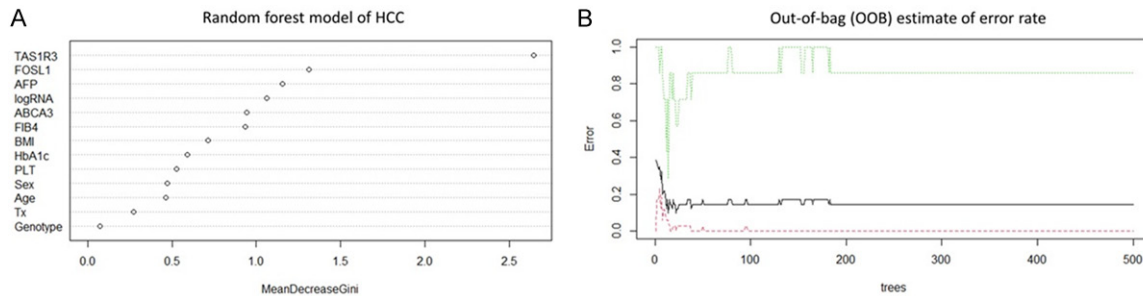 A
Random forest model of HCC
TAS1R3
FOSL1
AFP
logRNA
ABCA3
FIB4
BMI
HbA1c
PLT
Sex
Age
Tx
Genotype
0.0 0.5 1.0 1.5 2.0 2.5
MeanDecreaseGini
B
Out-of-bag (OOB) estimate of error rate
Error
1.0
0.8
0.6
0.4
0.2
0.0
0 100 200 300 400 500
trees